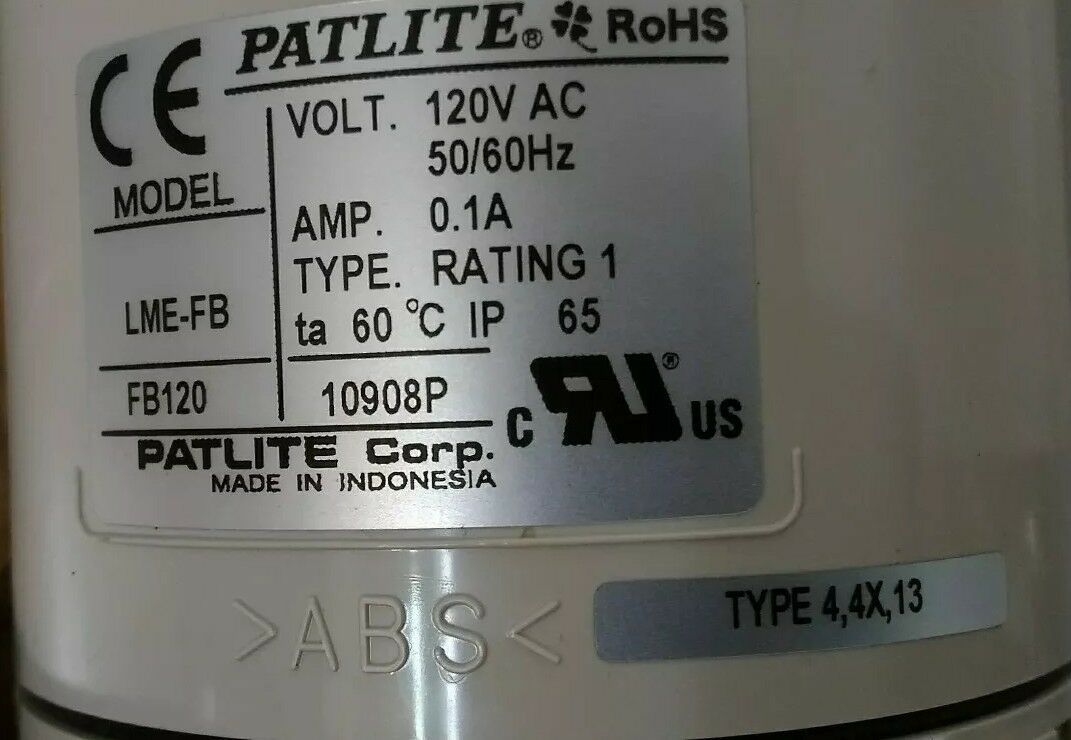 CE PATLITE® RoHS
MODEL
LME-FB
FB120
VOLT. 120V AC
50/60Hz
AMP. 0.1A
TYPE. RATING 1
ta 60 °C IP 65
10908P
PATLITE Corp.
MADE IN INDONESIA
C RU® US
>ABS<
TYPE 4,4X,13